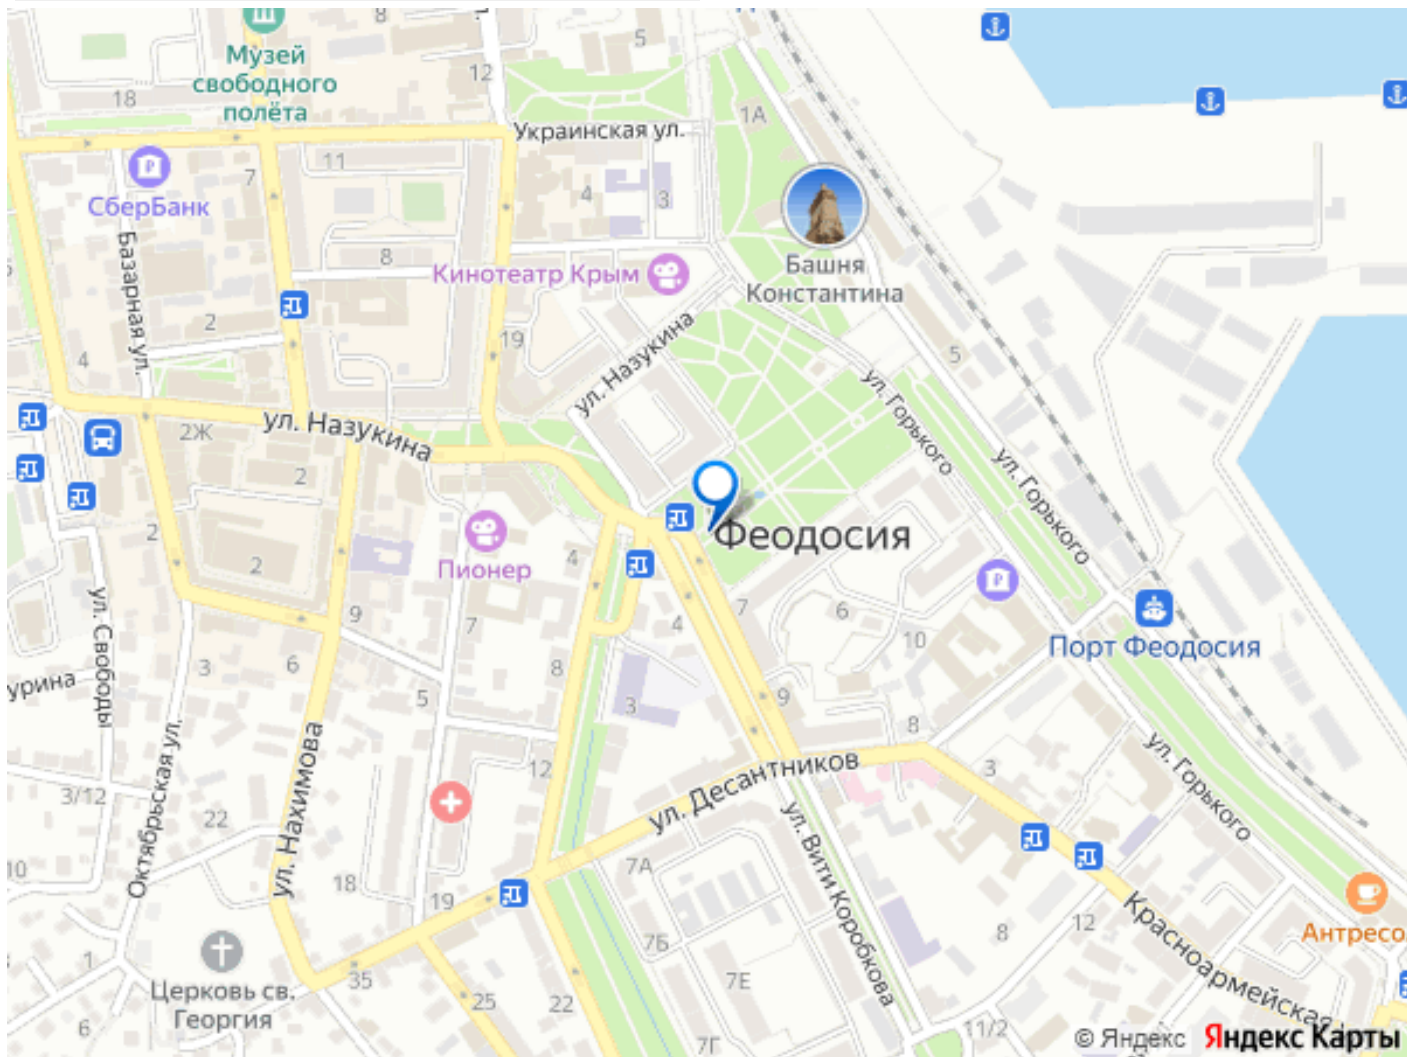 8
5
12
Музей
свободного
полёта
18
1А
Украинская ул.
11
7
СберБанк
4
3
Базарная ул.
8
Кинотеатр Крым
Башня
Константина
2
19
ул. Назукина
5
4
ул. Горького
2Ж
ул. Назукина
2
ул. Горького
2
Феодосия
2
4
Пионер
ул. Свободы
9
7
4
7
6
10
Порт Феодосия
3
6
8
урина
5
3
9
8
Октябрьская ул.
ул. Нахимова
12
ул. Десантников
3
ул. Горького
3/12
22
ул. Вити Коробкова
10
18
7А
19
Антресо
Красноармейская
12
8
7Б
1
Церковь св.
Георгия
35
25
22
7Е
6
7Г
11/2
© Яндекс Яндекс Карты